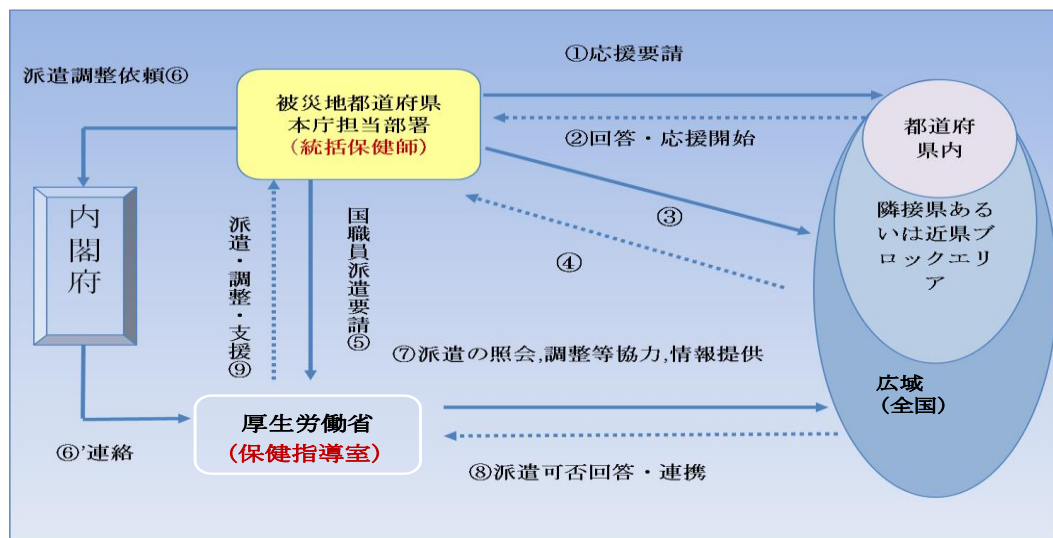 ①応援要請
派遣調整依頼⑥
被災地都道府県
本庁担当部署
(統括保健師)
②回答・応援開始
都道府
県内
内閣府
派遣・調整・支援⑨
国職員派遣要請⑤
③
④
隣接県ある
いは近県ブ
ロックエリ
ア
⑦派遣の照会,調整等協力,情報提供
広域
(全国)
厚生労働省
(保健指導室)
⑥'連絡
⑧派遣可否回答・連携